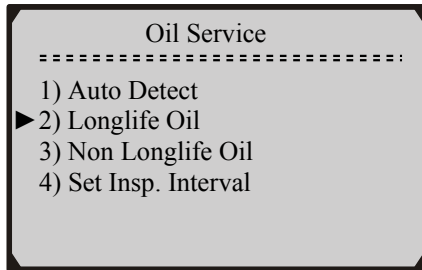 Oil Service
1) Auto Detect
2) Longlife Oil
3) Non Longlife Oil
4) Set Insp. Interval